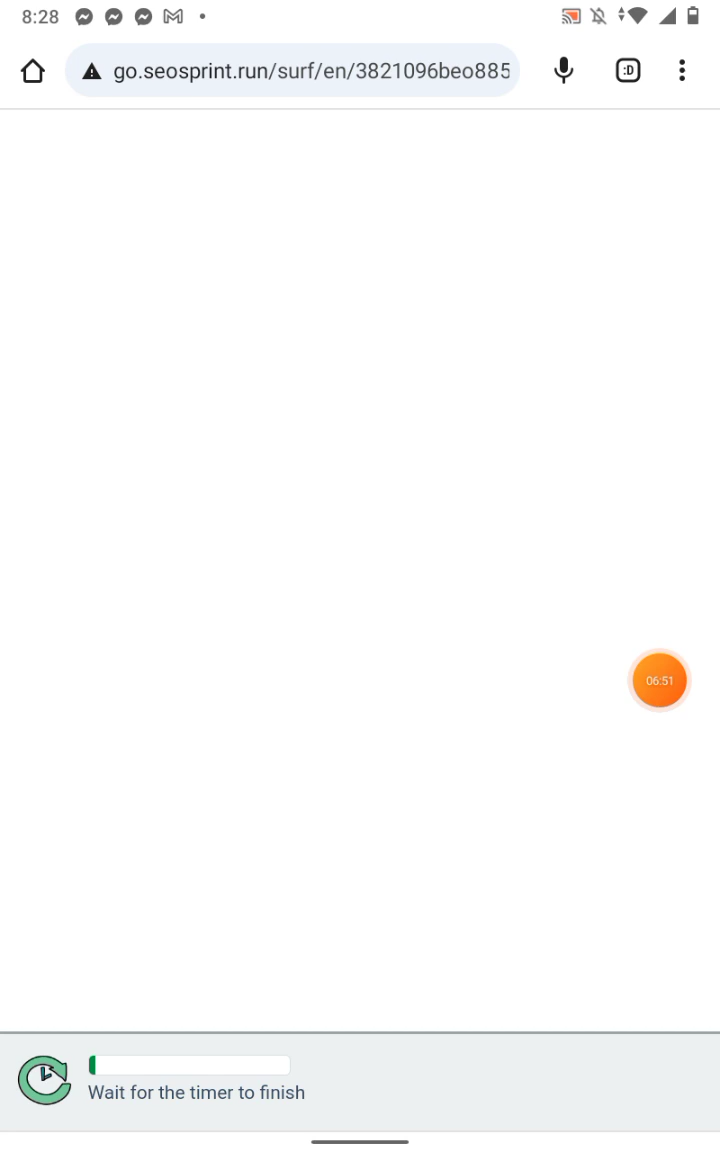 8:28
go.seosprint.run/surf/en/3821096beo885
:D
06:51
Wait for the timer to finish